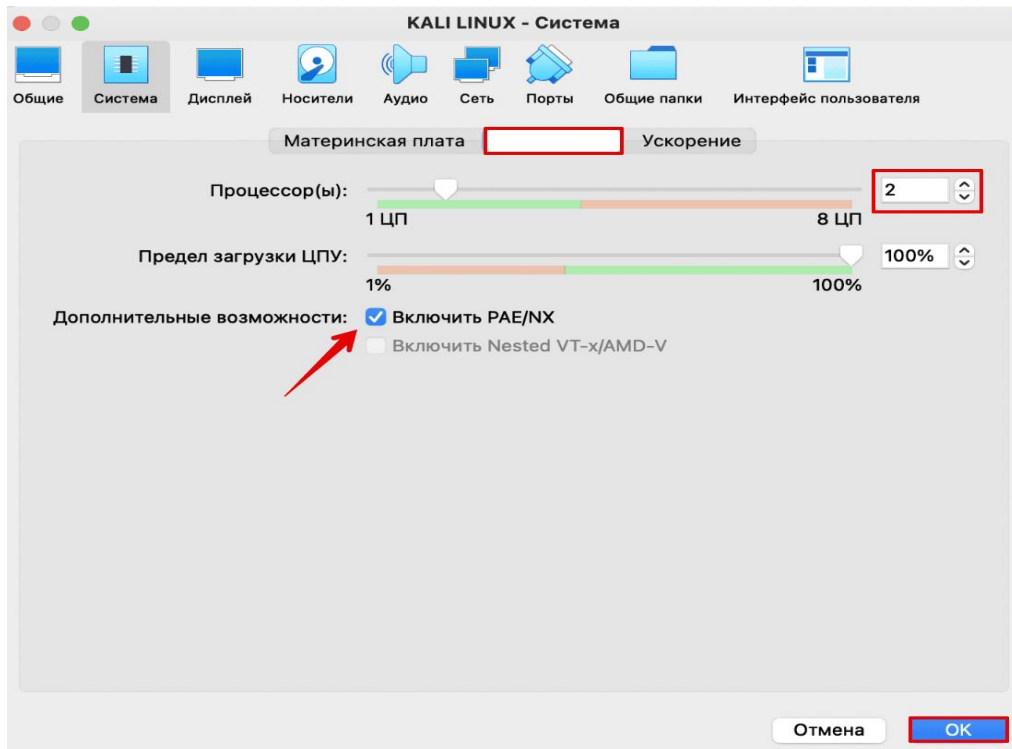 KALI LINUX - Система
Общие Система Дисплей Носители Аудио Сеть Порты Общие папки Интерфейс пользователя
Материнская плата Ускорение
Процессор(ы): 2
1 ЦП 8 ЦП
Предел загрузки ЦПУ: 100%
1% 100%
Дополнительные возможности: Включить PAE/NX
Включить Nested VT-x/AMD-V
Отмена OK